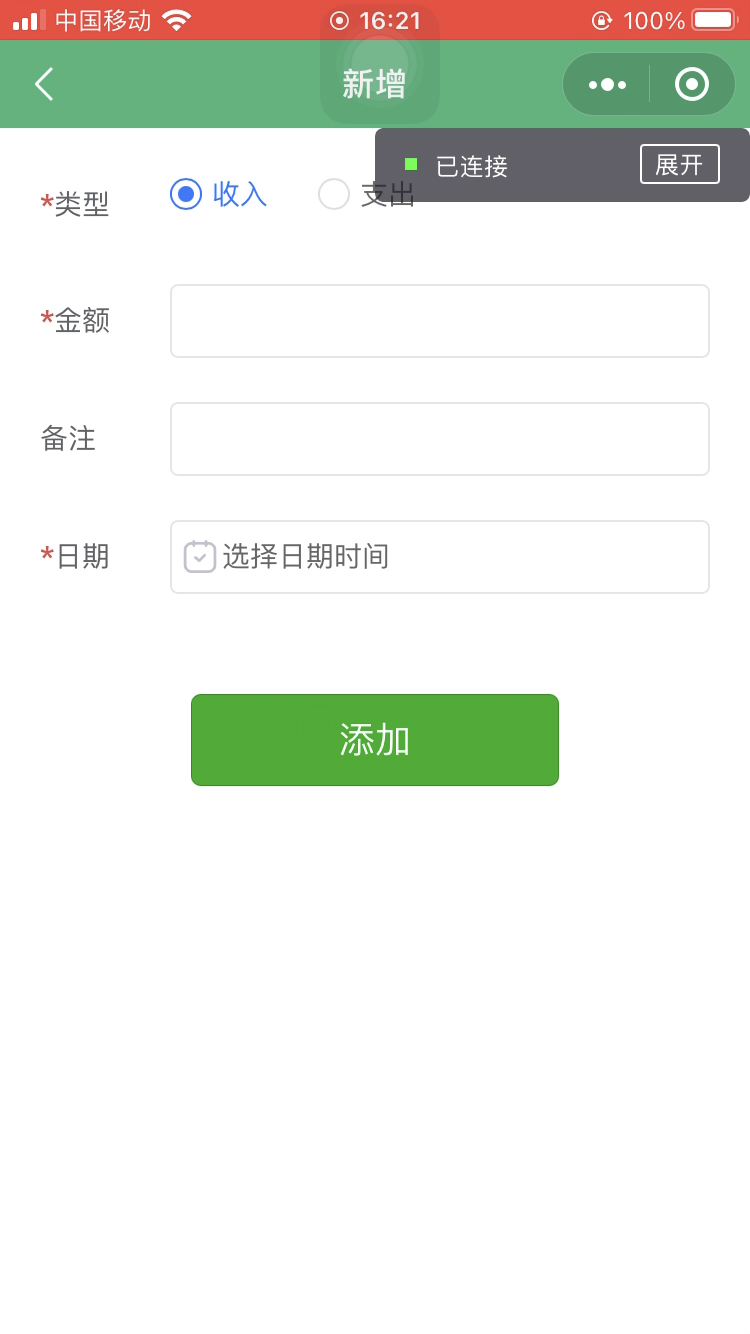 中国移动 16:21 100%
新增
已连接 展开
*类型 收入 支出
*金额
备注
*日期 选择日期时间
添加